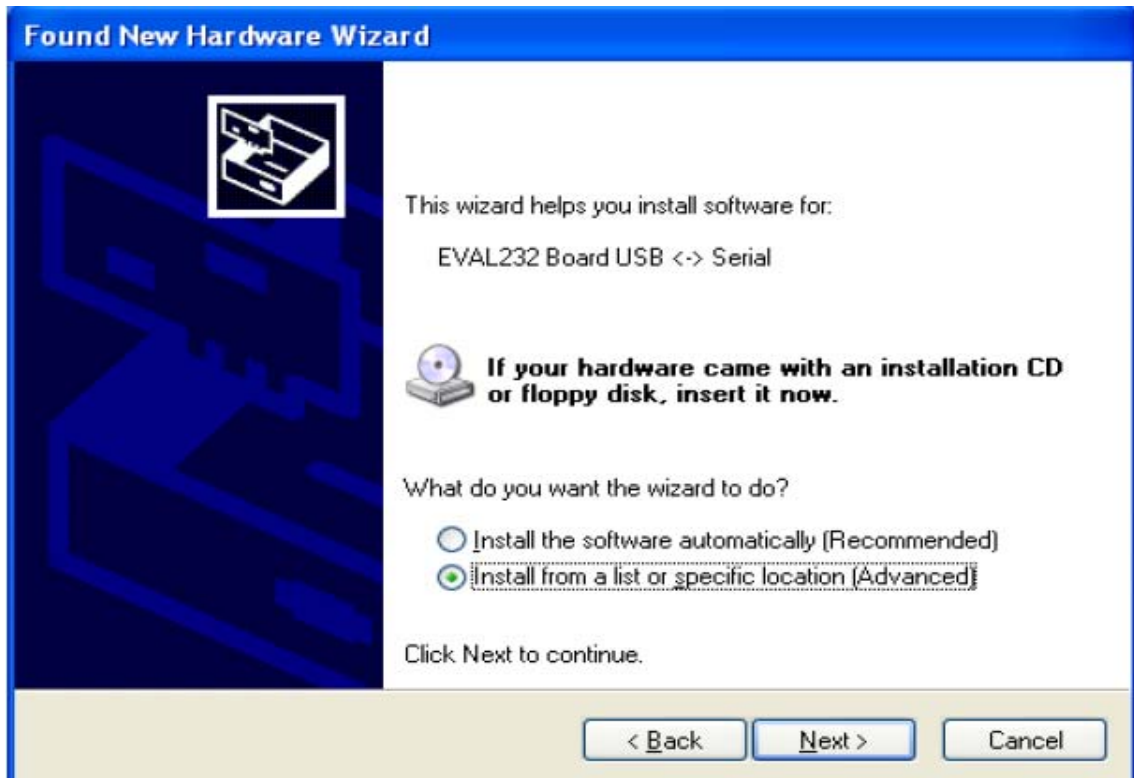 Found New Hardware Wizard
This wizard helps you install software for:
EVAL232 Board USB <-> Serial
If your hardware came with an installation CD
or floppy disk, insert it now.
What do you want the wizard to do?
Install the software automatically (Recommended)
Install from a list or specific location (Advanced)
Click Next to continue.
< Back
Next >
Cancel